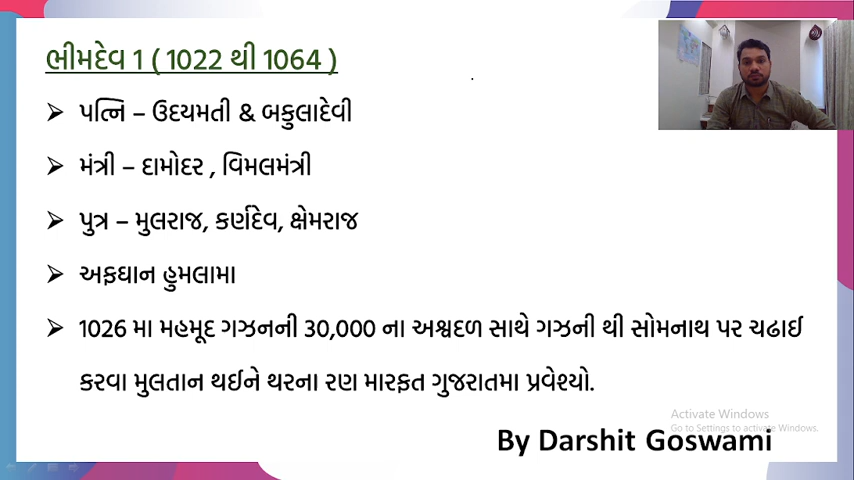 ભીમદેવ 1 ( 1022 થી 1064 )
➢ પત્નિ – ઉદયમતી & બકુલાદેવી
➢ મંત્રી – દામોદર , વિમલમંત્રી
➢ પુત્ર – મુલરાજ, કર્ણદેવ, ક્ષેમરાજ
➢ અફઘાન હુમલામા
➢ 1026 મા મહમૂદ ગઝનની 30,000 ના અશ્વદળ સાથે ગઝની થી સોમનાથ પર ચઢાઈ
કરવા મુલતાન થઈને થરના રણ મારફત ગુજરાતમા પ્રવેશ્યો.
Activate Windows
Go to Settings to activate Windows.
By Darshit Goswami